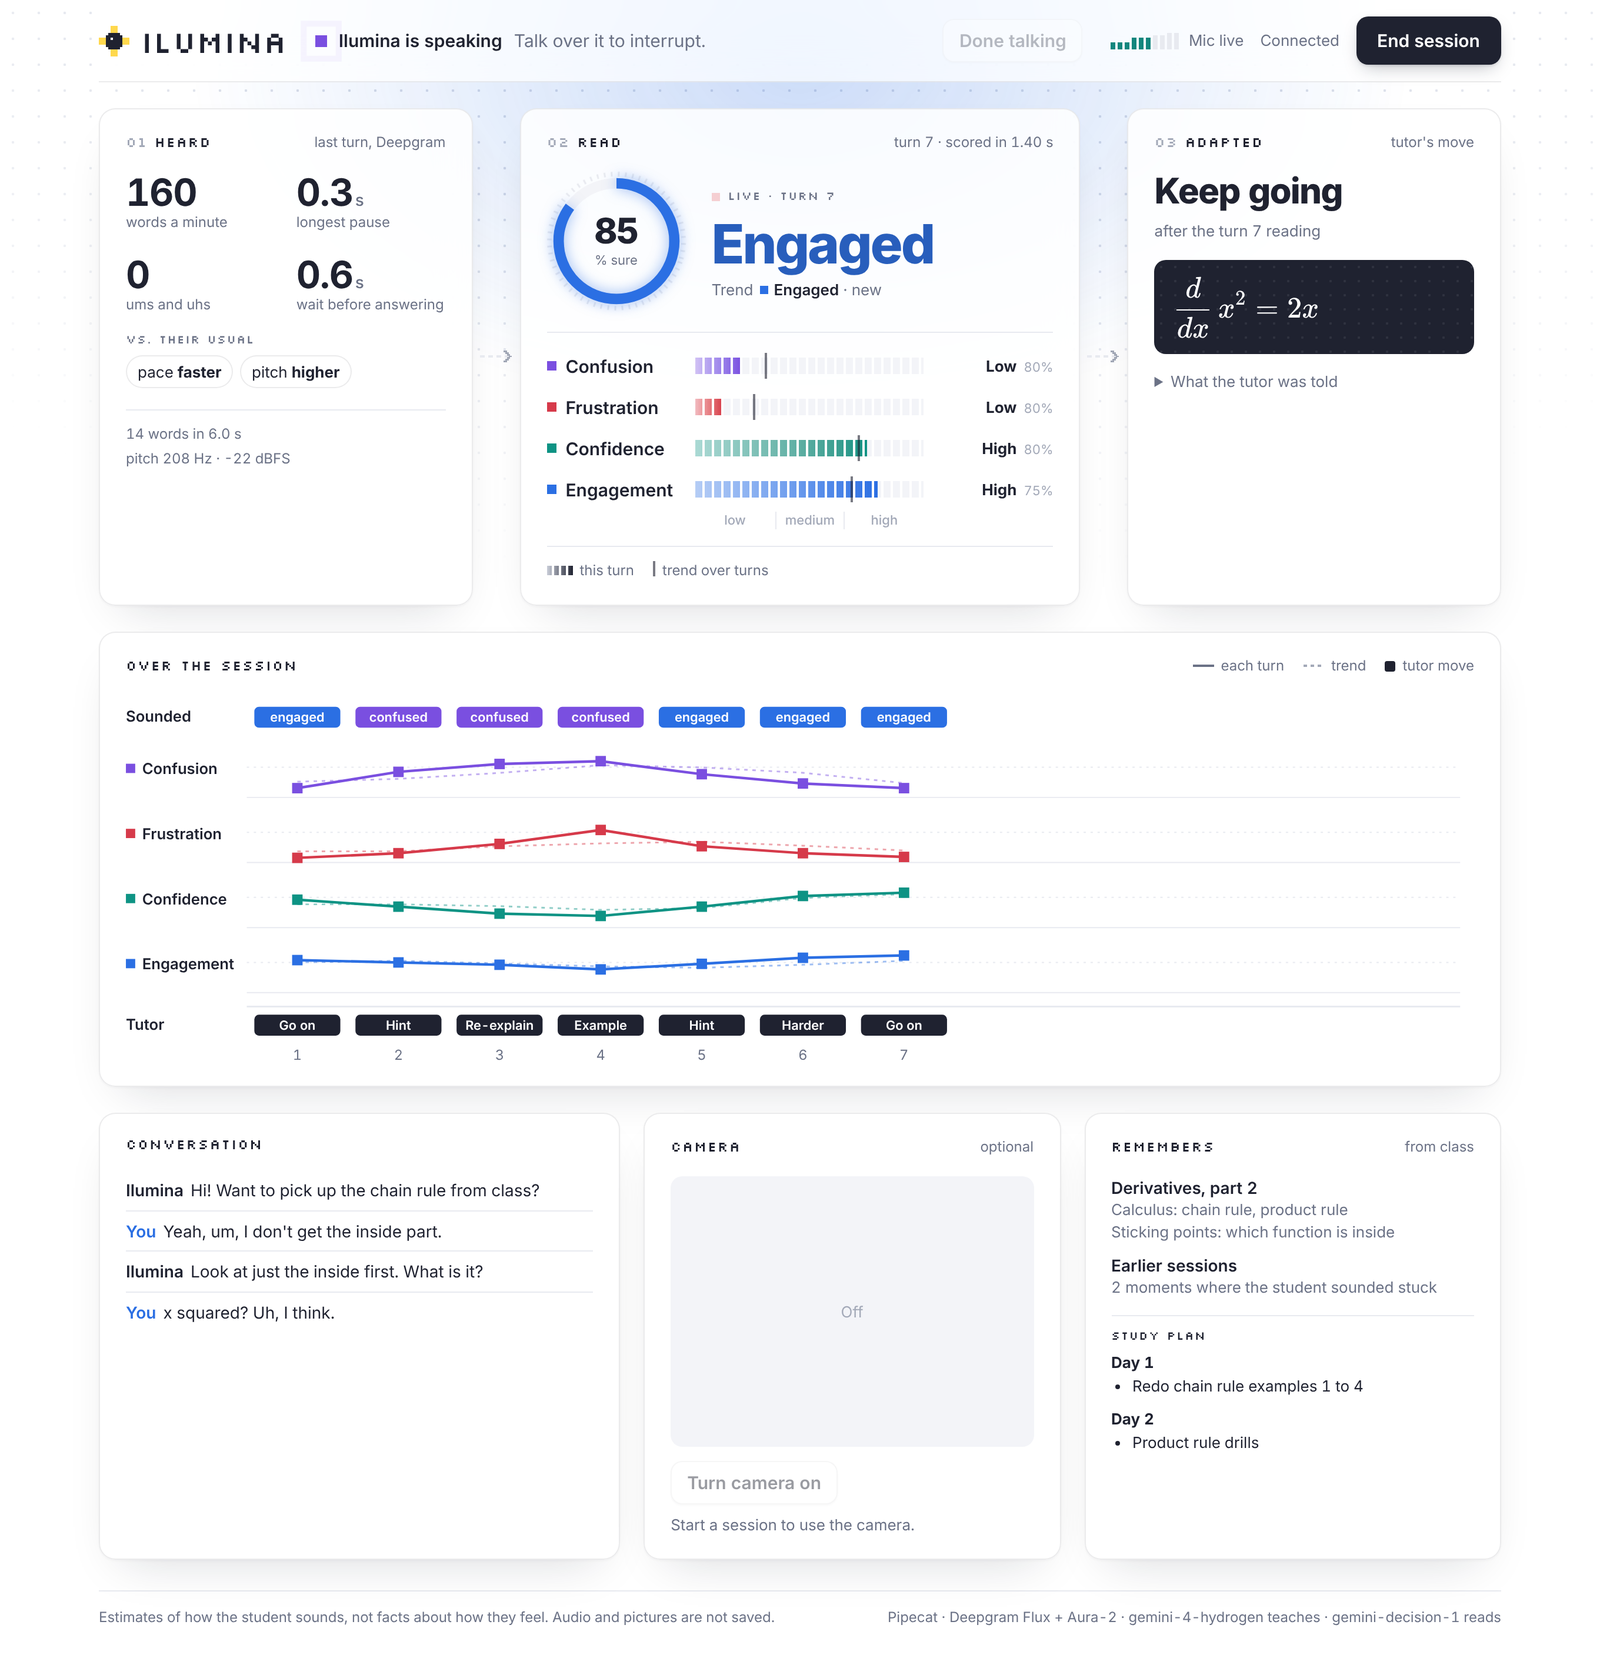 ILUMINA
Ilumina is speaking Talk over it to interrupt.
Done talking
Mic live
Connected
End session
01 HEARD
last turn, Deepgram
160
words a minute
0.3 s
longest pause
0
ums and uhs
0.6 s
wait before answering
VS. THEIR USUAL
pace faster
pitch higher
14 words in 6.0 s
pitch 208 Hz · -22 dBFS
02 READ
turn 7 · scored in 1.40 s
85
% sure
LIVE · TURN 7
Engaged
Trend Engaged · new
Confusion Low 80%
Frustration Low 80%
Confidence High 80%
Engagement High 75%
low medium high
this turn trend over turns
03 ADAPTED
tutor's move
Keep going
after the turn 7 reading
d/dx x² = 2x
What the tutor was told
OVER THE SESSION
each turn trend tutor move
Sounded engaged confused confused confused engaged engaged engaged
Confusion
Frustration
Confidence
Engagement
Tutor Go on Hint Re-explain Example Hint Harder Go on
1 2 3 4 5 6 7
CONVERSATION
Ilumina Hi! Want to pick up the chain rule from class?
You Yeah, um, I don't get the inside part.
Ilumina Look at just the inside first. What is it?
You x squared? Uh, I think.
CAMERA
optional
Off
Turn camera on
Start a session to use the camera.
REMEMBERS
from class
Derivatives, part 2
Calculus: chain rule, product rule
Sticking points: which function is inside
Earlier sessions
2 moments where the student sounded stuck
STUDY PLAN
Day 1
• Redo chain rule examples 1 to 4
Day 2
• Product rule drills
Estimates of how the student sounds, not facts about how they feel. Audio and pictures are not saved.
Pipecat · Deepgram Flux + Aura-2 · gemini-4-hydrogen teaches · gemini-decision-1 reads